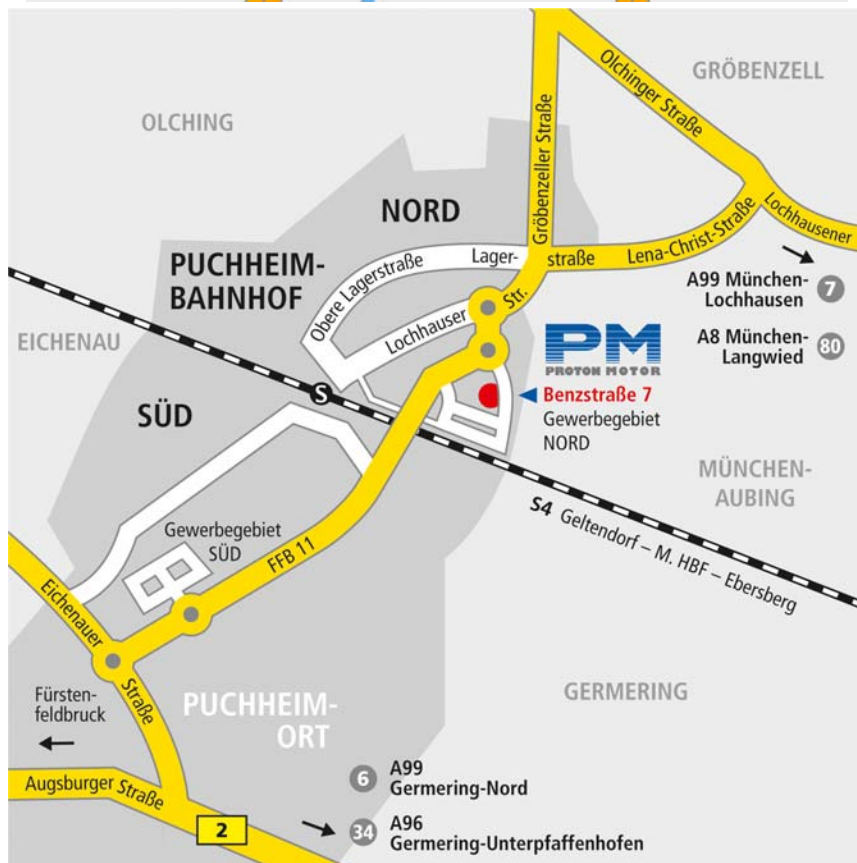 GRÖBENZELL
Olchinger Straße
OLCHING
Gröbenzeller Straße
NORD
Lochhausener
Lager-
straße
Lena-Christ-Straße
PUCHHEIM-
BAHNHOF
Obere Lagerstraße
A99 München-
Lochhausen
7
Lochhauser
Str.
EICHENAU
PM
PROTON MOTOR
A8 München-
Langwied
80
S
Benzstraße 7
Gewerbegebiet
NORD
SÜD
MÜNCHEN-
AUBING
S4 Geltendorf – M. HBF – Ebersberg
Gewerbegebiet
SÜD
FFB 11
Eichenauer
Straße
Fürsten-
feldbruck
PUCHHEIM-
ORT
GERMERING
Augsburger Straße
6
A99
Germering-Nord
2
34
A96
Germering-Unterpfaffenhofen